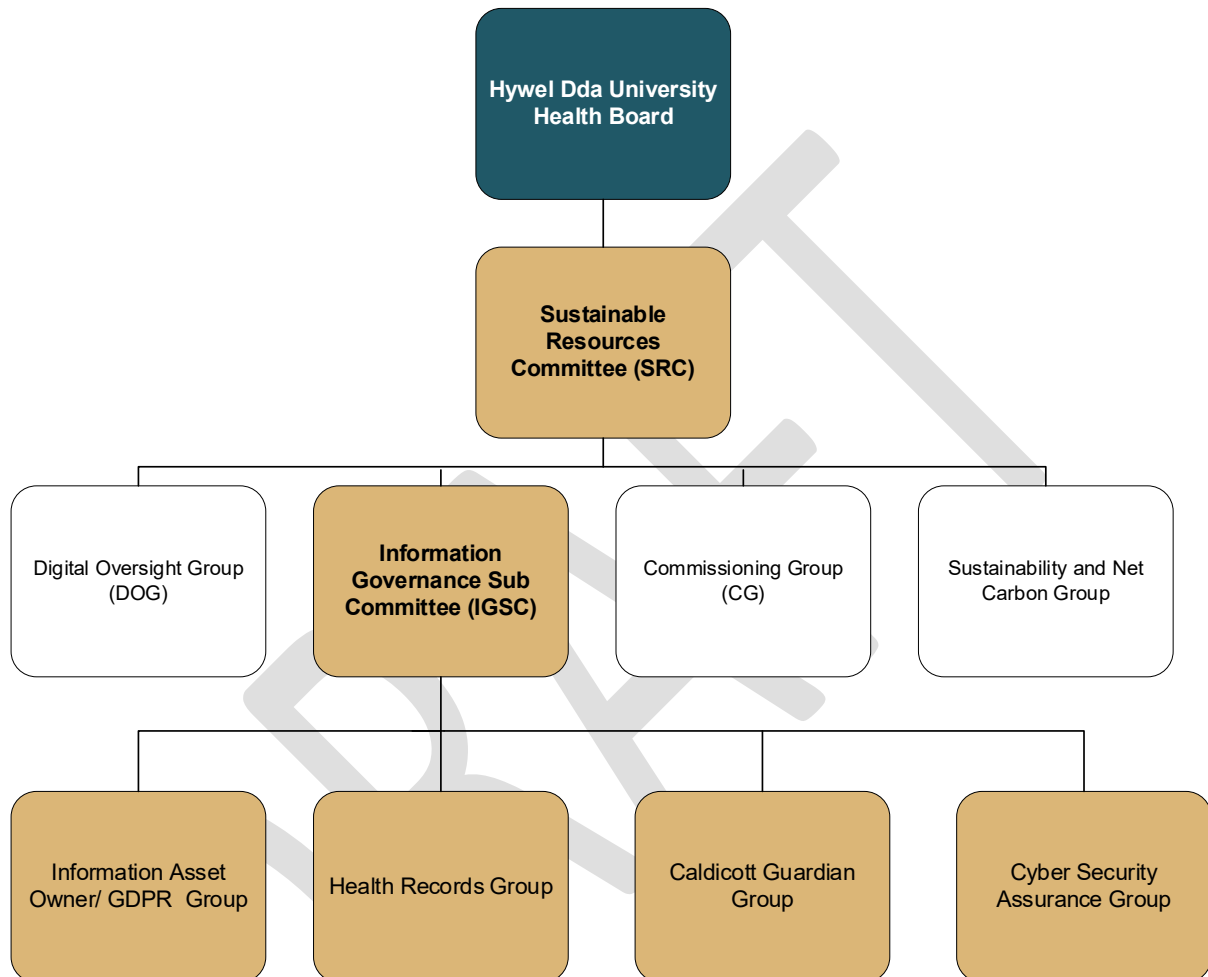 Hywel Dda University
Health Board
Sustainable
Resources
Committee (SRC)
Digital Oversight Group
(DOG)
Information
Governance Sub
Committee (IGSC)
Commissioning Group
(CG)
Sustainability and Net
Carbon Group
Information Asset
Owner/ GDPR Group
Health Records Group
Caldicott Guardian
Group
Cyber Security
Assurance Group
DRAFT